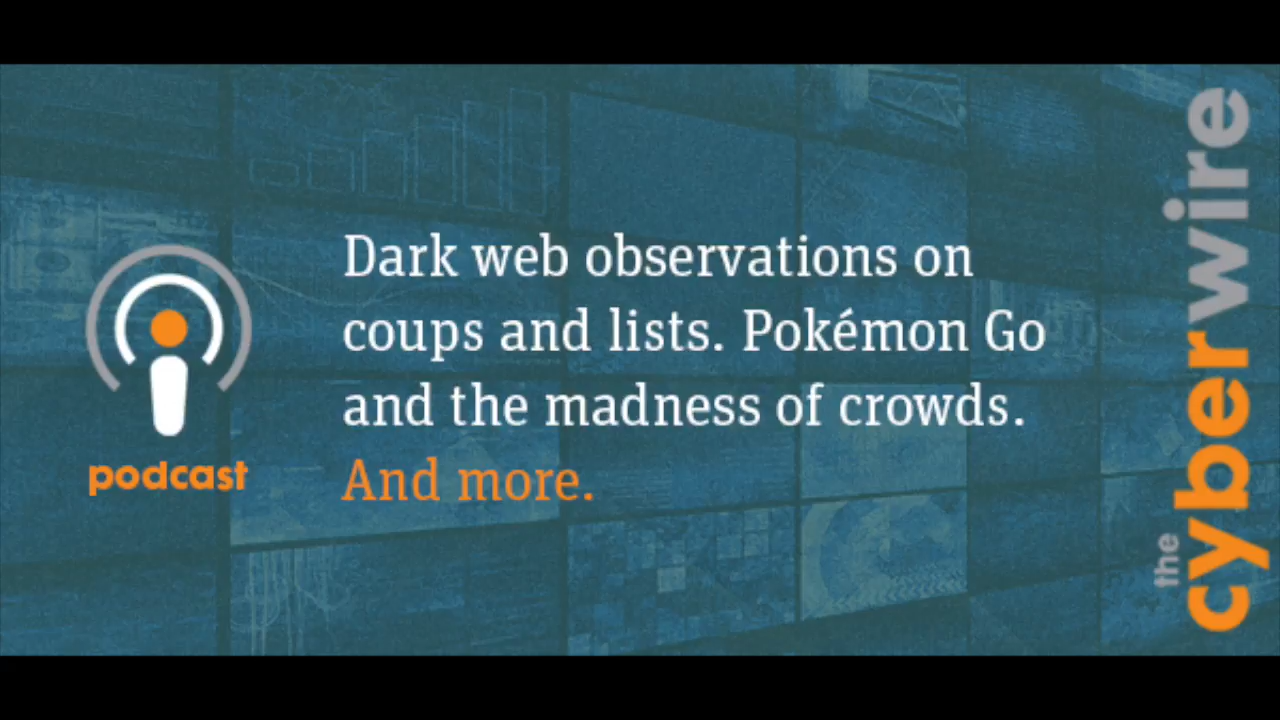 Dark web observations on
coups and lists. Pokémon Go
and the madness of crowds.
And more.
podcast
the cyberwire